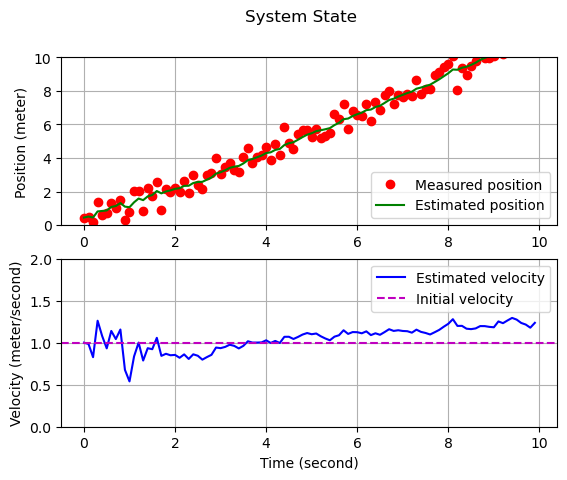 System State
Position (meter)
10
8
6
4
2
0
Measured position
Estimated position
0
2
4
6
8
10
Velocity (meter/second)
2.0
1.5
1.0
0.5
0.0
Estimated velocity
Initial velocity
0
2
4
6
8
10
Time (second)